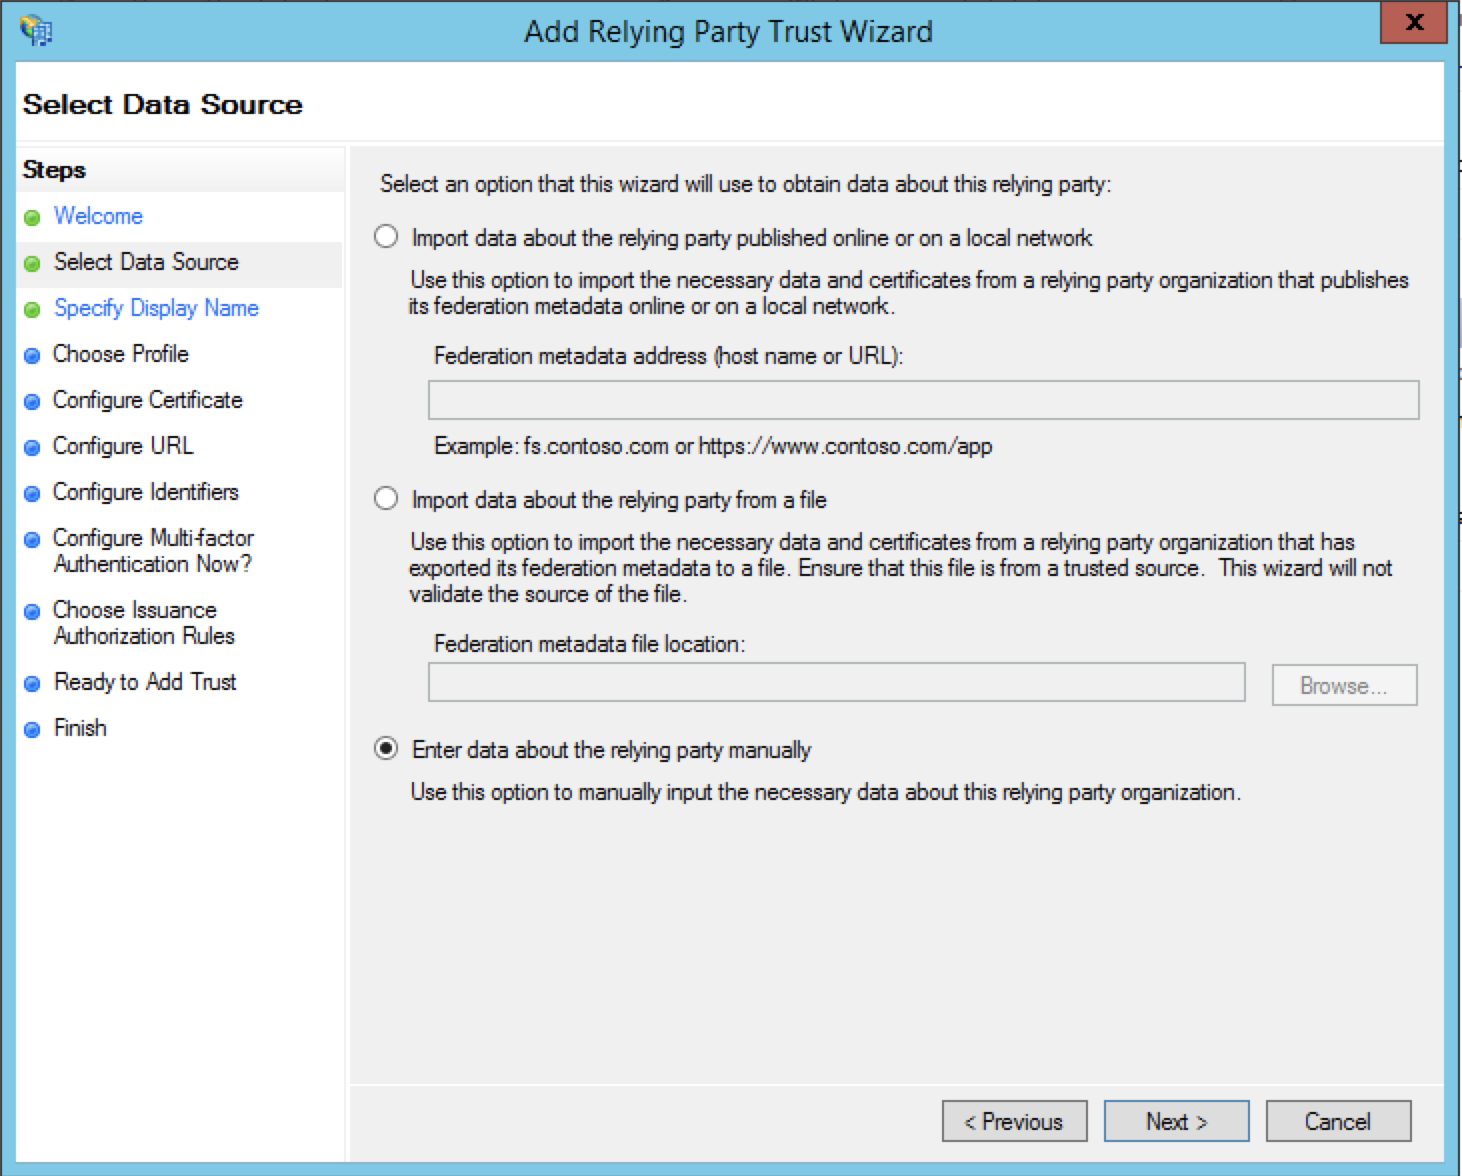 Add Relying Party Trust Wizard
x
Select Data Source
Steps
Welcome
Select Data Source
Specify Display Name
Choose Profile
Configure Certificate
Configure URL
Configure Identifiers
Configure Multi-factor
Authentication Now?
Choose Issuance
Authorization Rules
Ready to Add Trust
Finish
Select an option that this wizard will use to obtain data about this relying party:
Import data about the relying party published online or on a local network
Use this option to import the necessary data and certificates from a relying party organization that publishes
its federation metadata online or on a local network.
Federation metadata address (host name or URL):
Example: fs.contoso.com or https://www.contoso.com/app
Import data about the relying party from a file
Use this option to import the necessary data and certificates from a relying party organization that has
exported its federation metadata to a file. Ensure that this file is from a trusted source.  This wizard will not
validate the source of the file.
Federation metadata file location:
Browse...
Enter data about the relying party manually
Use this option to manually input the necessary data about this relying party organization.
< Previous
Next >
Cancel